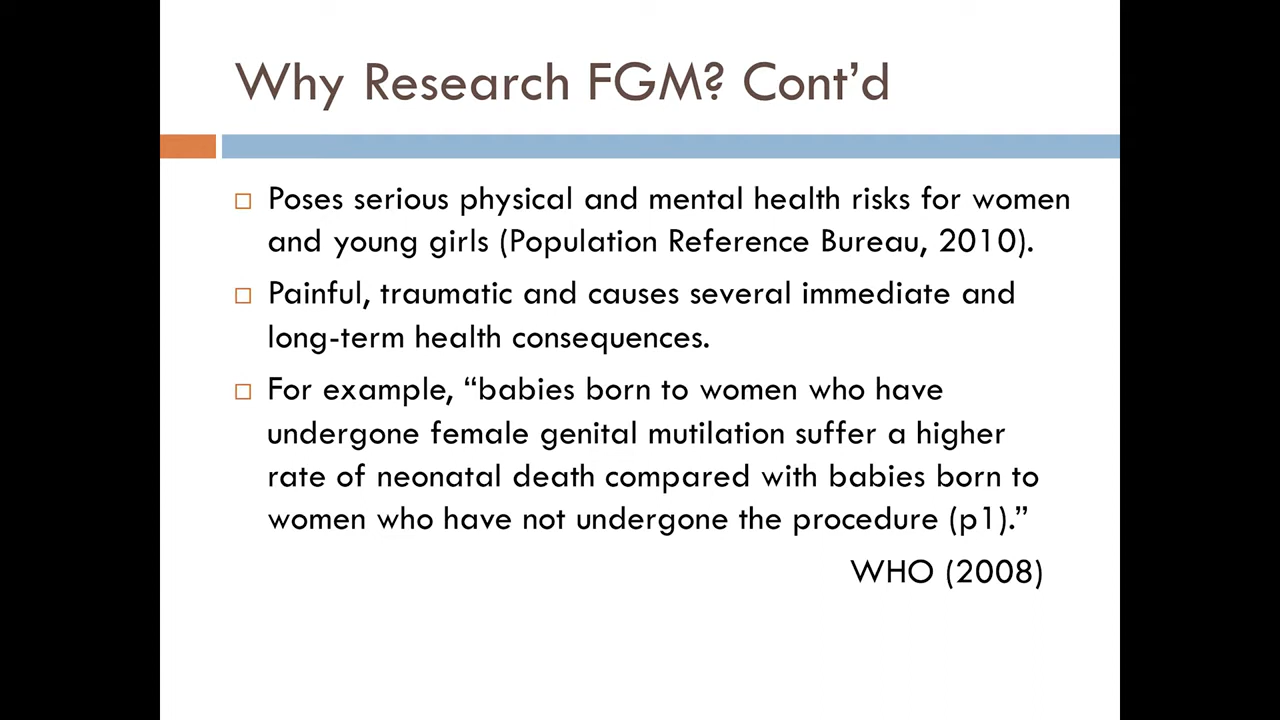 Why Research FGM? Cont’d
Poses serious physical and mental health risks for women
and young girls (Population Reference Bureau, 2010).
Painful, traumatic and causes several immediate and
long-term health consequences.
For example, “babies born to women who have
undergone female genital mutilation suffer a higher
rate of neonatal death compared with babies born to
women who have not undergone the procedure (p1).”
WHO (2008)